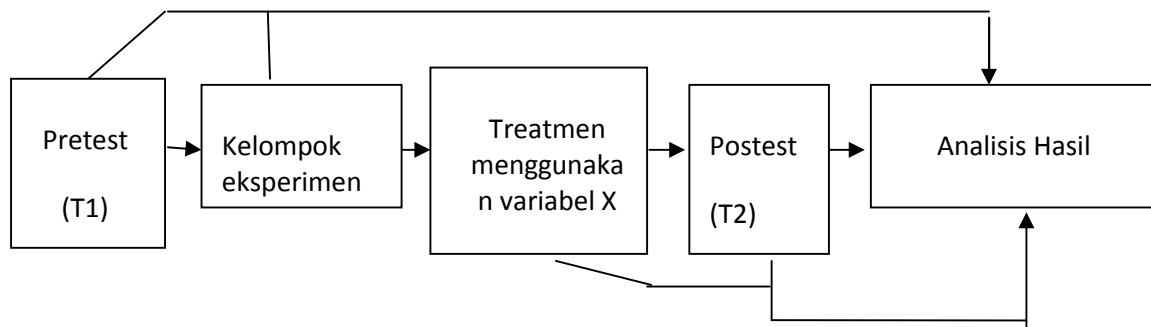 Pretest
(T1)
Kelompok
eksperimen
Treatmen
menggunaka
n variabel X
Postest
(T2)
Analisis Hasil